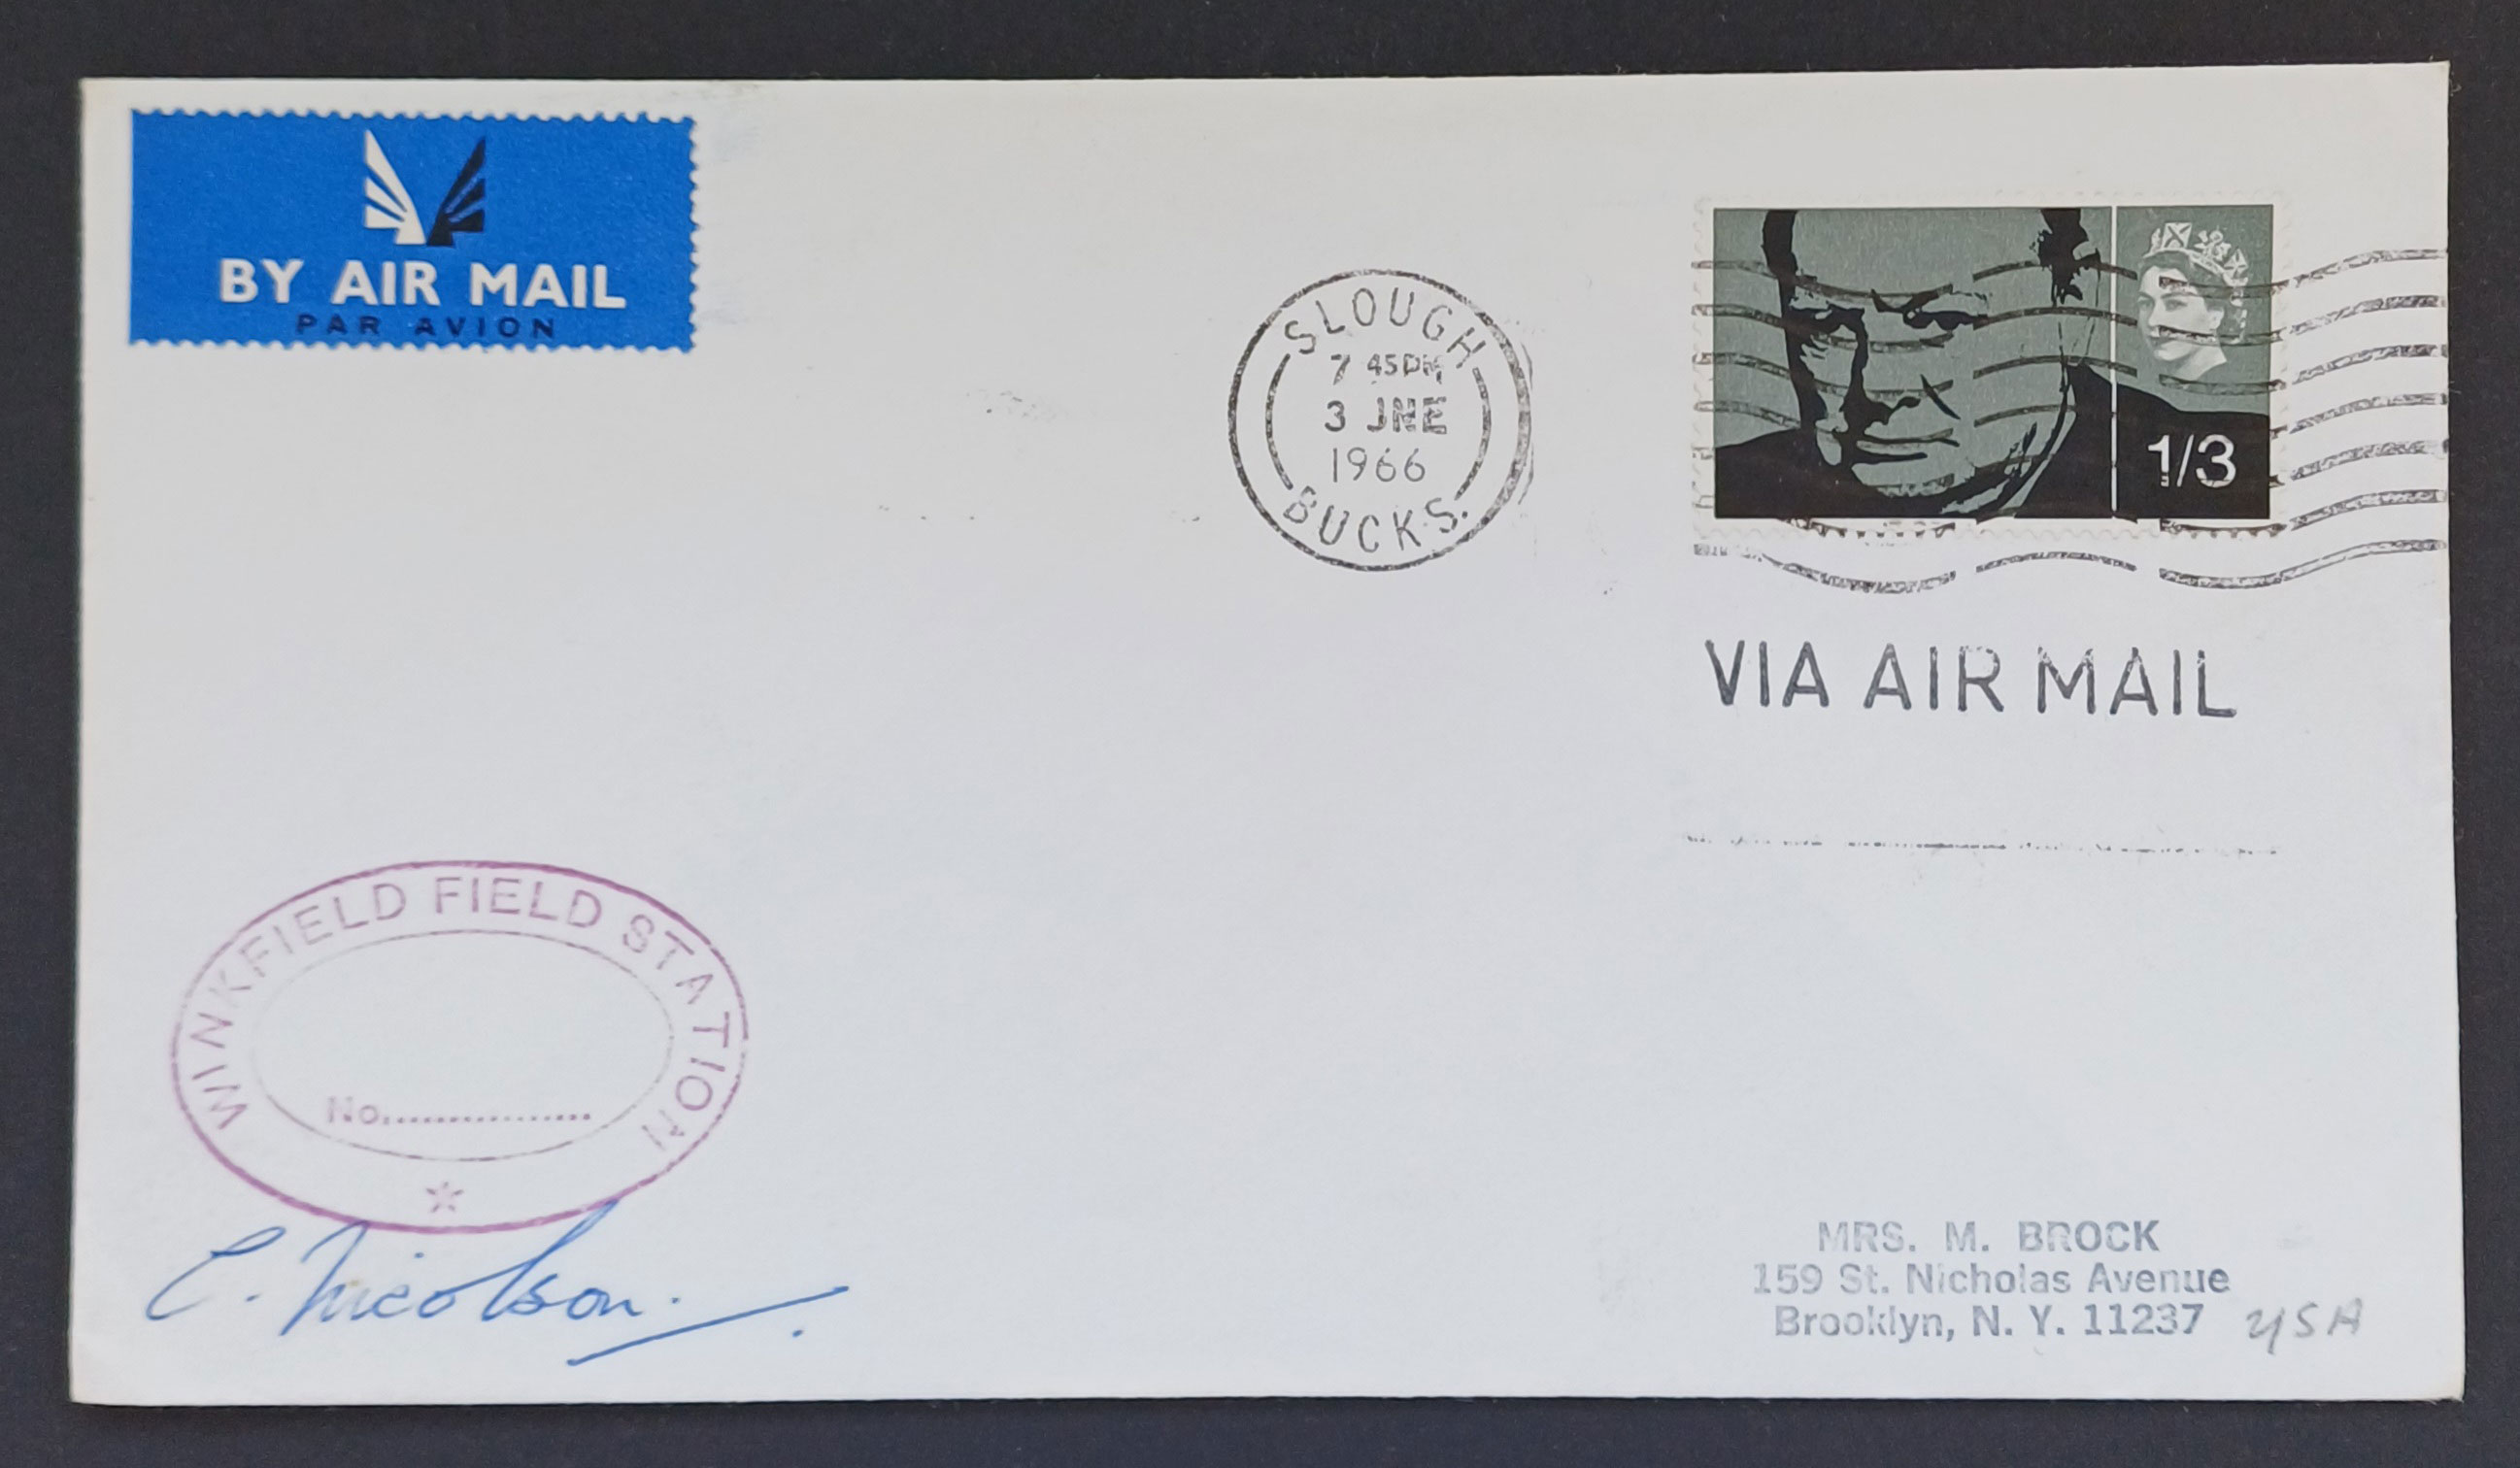 BY AIR MAIL
PAR AVION
SLOUGH
7 45 PM
3 JNE
1966
BUCKS.
1/3
VIA AIR MAIL
WINKFIELD FIELD STATION
No.................
C. Nicolson.
MRS. M. BROCK
159 St. Nicholas Avenue
Brooklyn, N. Y. 11237 USA